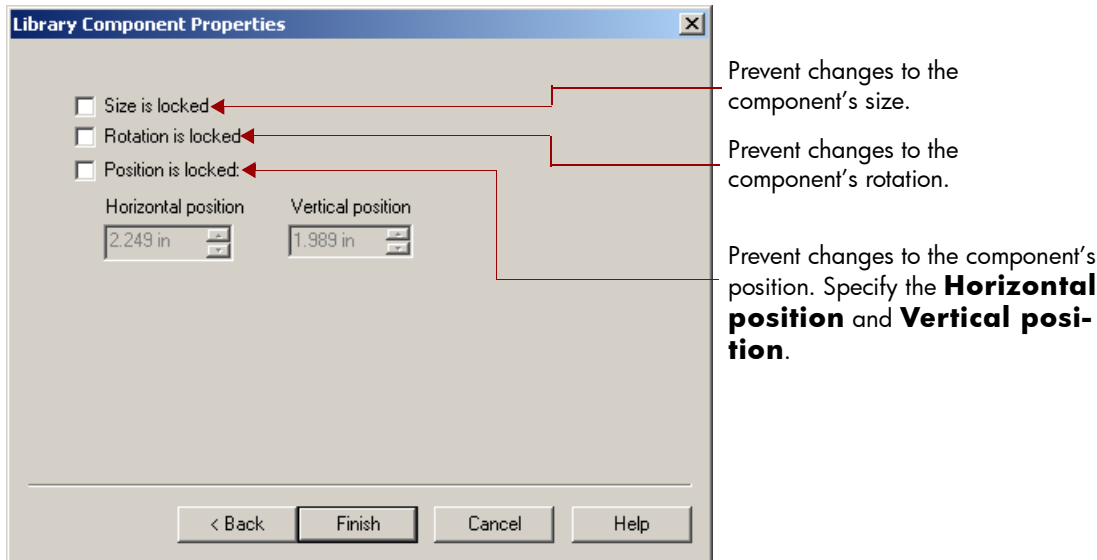 Library Component Properties
Size is locked
Rotation is locked
Position is locked:
Horizontal position Vertical position
2.249 in 1.989 in
< Back Finish Cancel Help
Prevent changes to the
component’s size.
Prevent changes to the
component’s rotation.
Prevent changes to the component’s
position. Specify the Horizontal
position and Vertical posi-
tion.